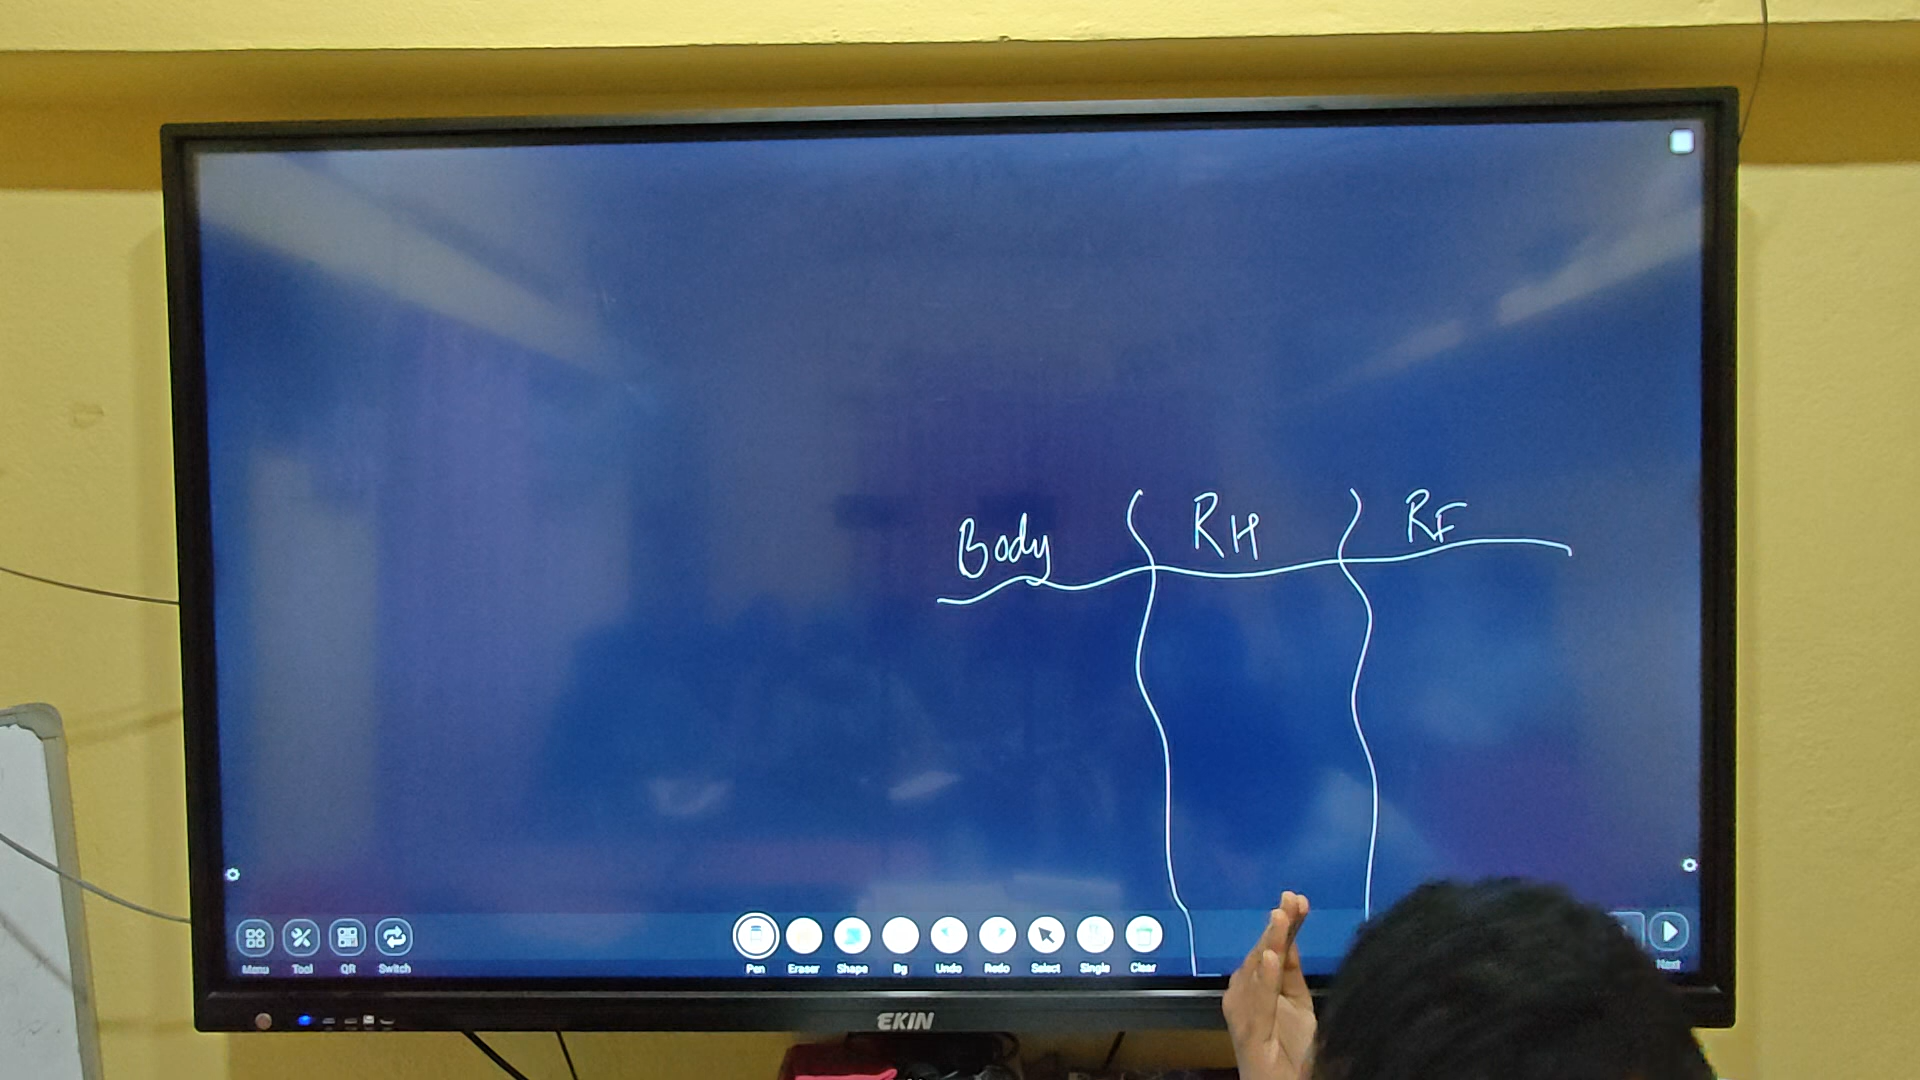 Body RH RF
Menu Tool QR Switch Pen Eraser Shape Bg Undo Redo Select Single Clear Next
EKIN